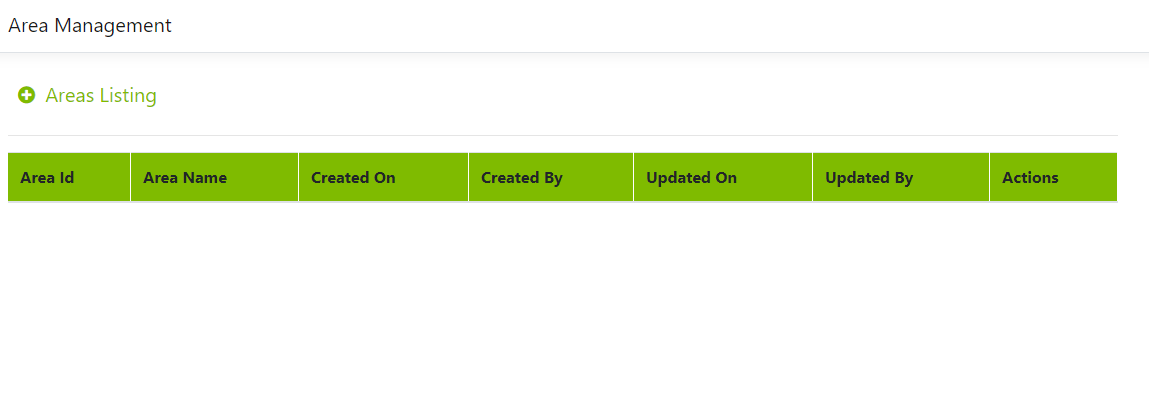 Area Management
Areas Listing
Area Id Area Name Created On Created By Updated On Updated By Actions